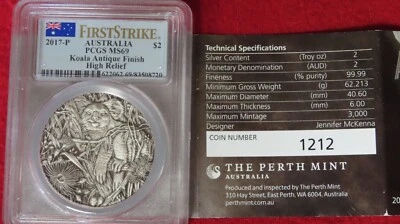 FIRSTSTRIKE
2017-P AUSTRALIA $2
PCGS MS69
Koala Antique Finish
High Relief
622062.69/83508720
Technical Specifications
Silver Content (Troy oz) 2
Monetary Denomination (AUD) 2
Fineness (% purity) 99.99
Minimum Gross Weight (g) 62.213
Maximum Diameter (mm) 40.60
Maximum Thickness (mm) 6.00
Maximum Mintage 3,000
Designer Jennifer McKenna
COIN NUMBER 1212
THE PERTH MINT
AUSTRALIA
Produced and inspected by The Perth Mint
310 Hay Street, East Perth, WA 6004, Australia
perthmint.com.au